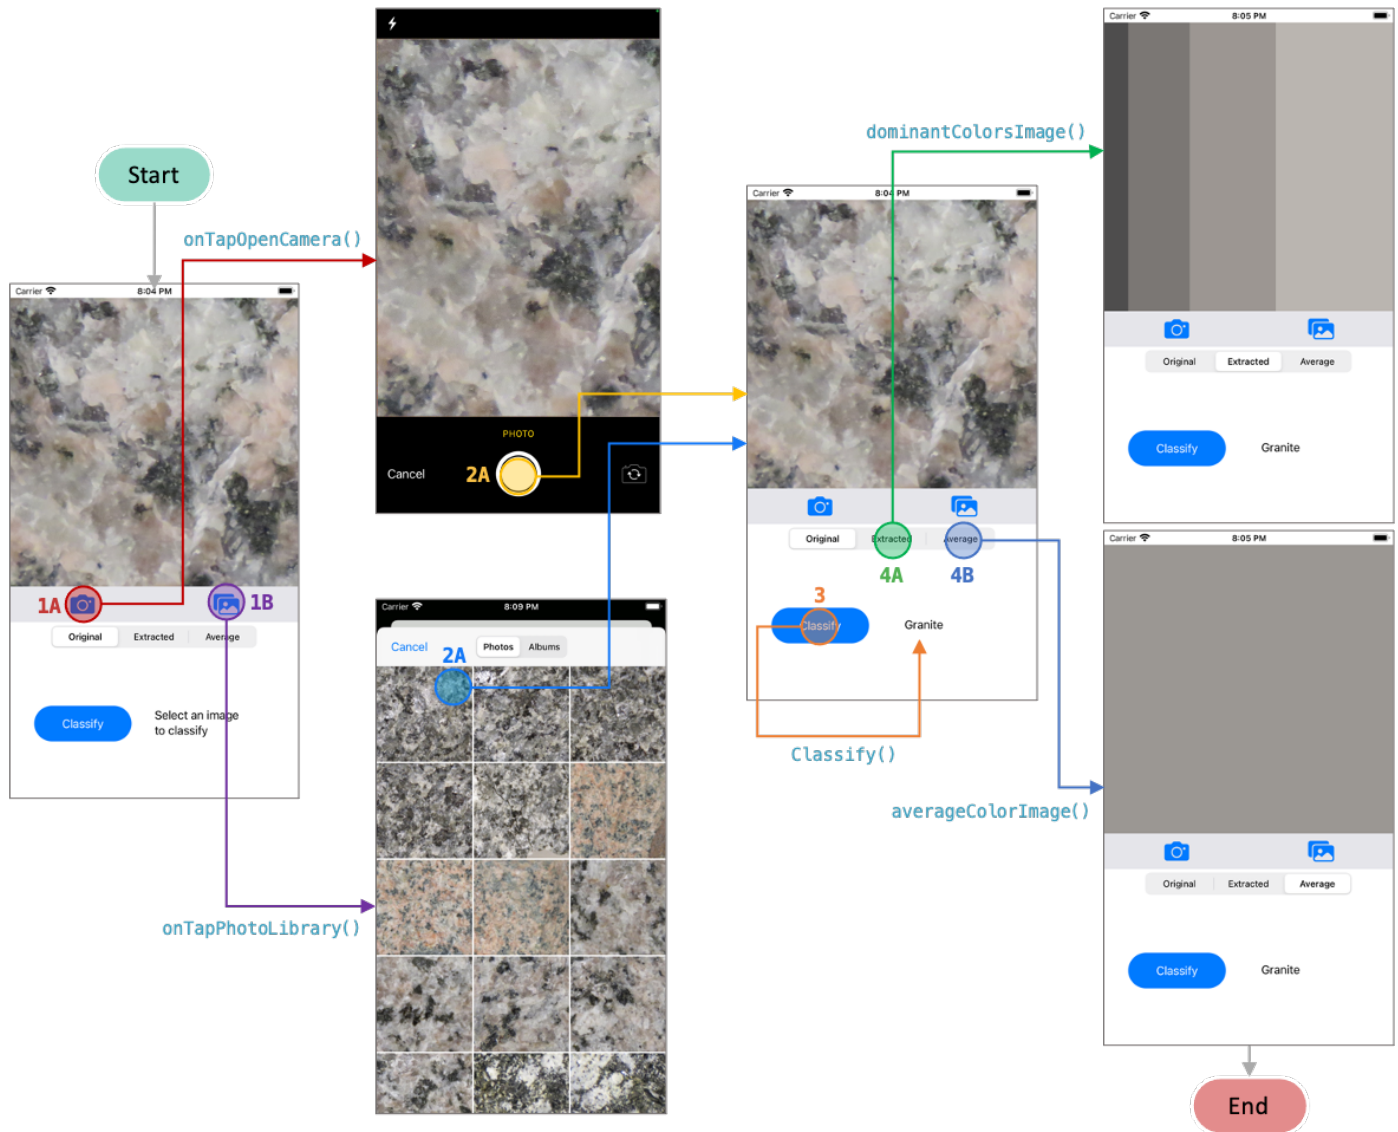 Start
onTapOpenCamera()
Carrier
8:04 PM
1A
1B
Original
Extracted
Average
Classify
Select an image
to classify
onTapPhotoLibrary()
PHOTO
Cancel
2A
Carrier
8:09 PM
Cancel
2A
Photos
Albums
dominantColorsImage()
Carrier
8:04 PM
Original
Extracted
Average
4A
4B
3
Classify
Granite
Classify()
averageColorImage()
Carrier
8:05 PM
Original
Extracted
Average
Classify
Granite
Carrier
8:05 PM
Original
Extracted
Average
Classify
Granite
End